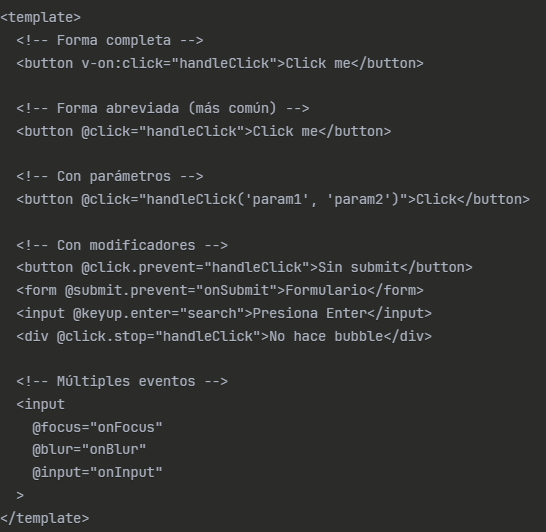 <template>
  <!-- Forma completa -->
  <button v-on:click="handleClick">Click me</button>

  <!-- Forma abreviada (más común) -->
  <button @click="handleClick">Click me</button>

  <!-- Con parámetros -->
  <button @click="handleClick('param1', 'param2')">Click</button>

  <!-- Con modificadores -->
  <button @click.prevent="handleClick">Sin submit</button>
  <form @submit.prevent="onSubmit">Formulario</form>
  <input @keyup.enter="search">Presiona Enter</input>
  <div @click.stop="handleClick">No hace bubble</div>

  <!-- Múltiples eventos -->
  <input
    @focus="onFocus"
    @blur="onBlur"
    @input="onInput"
  >
</template>